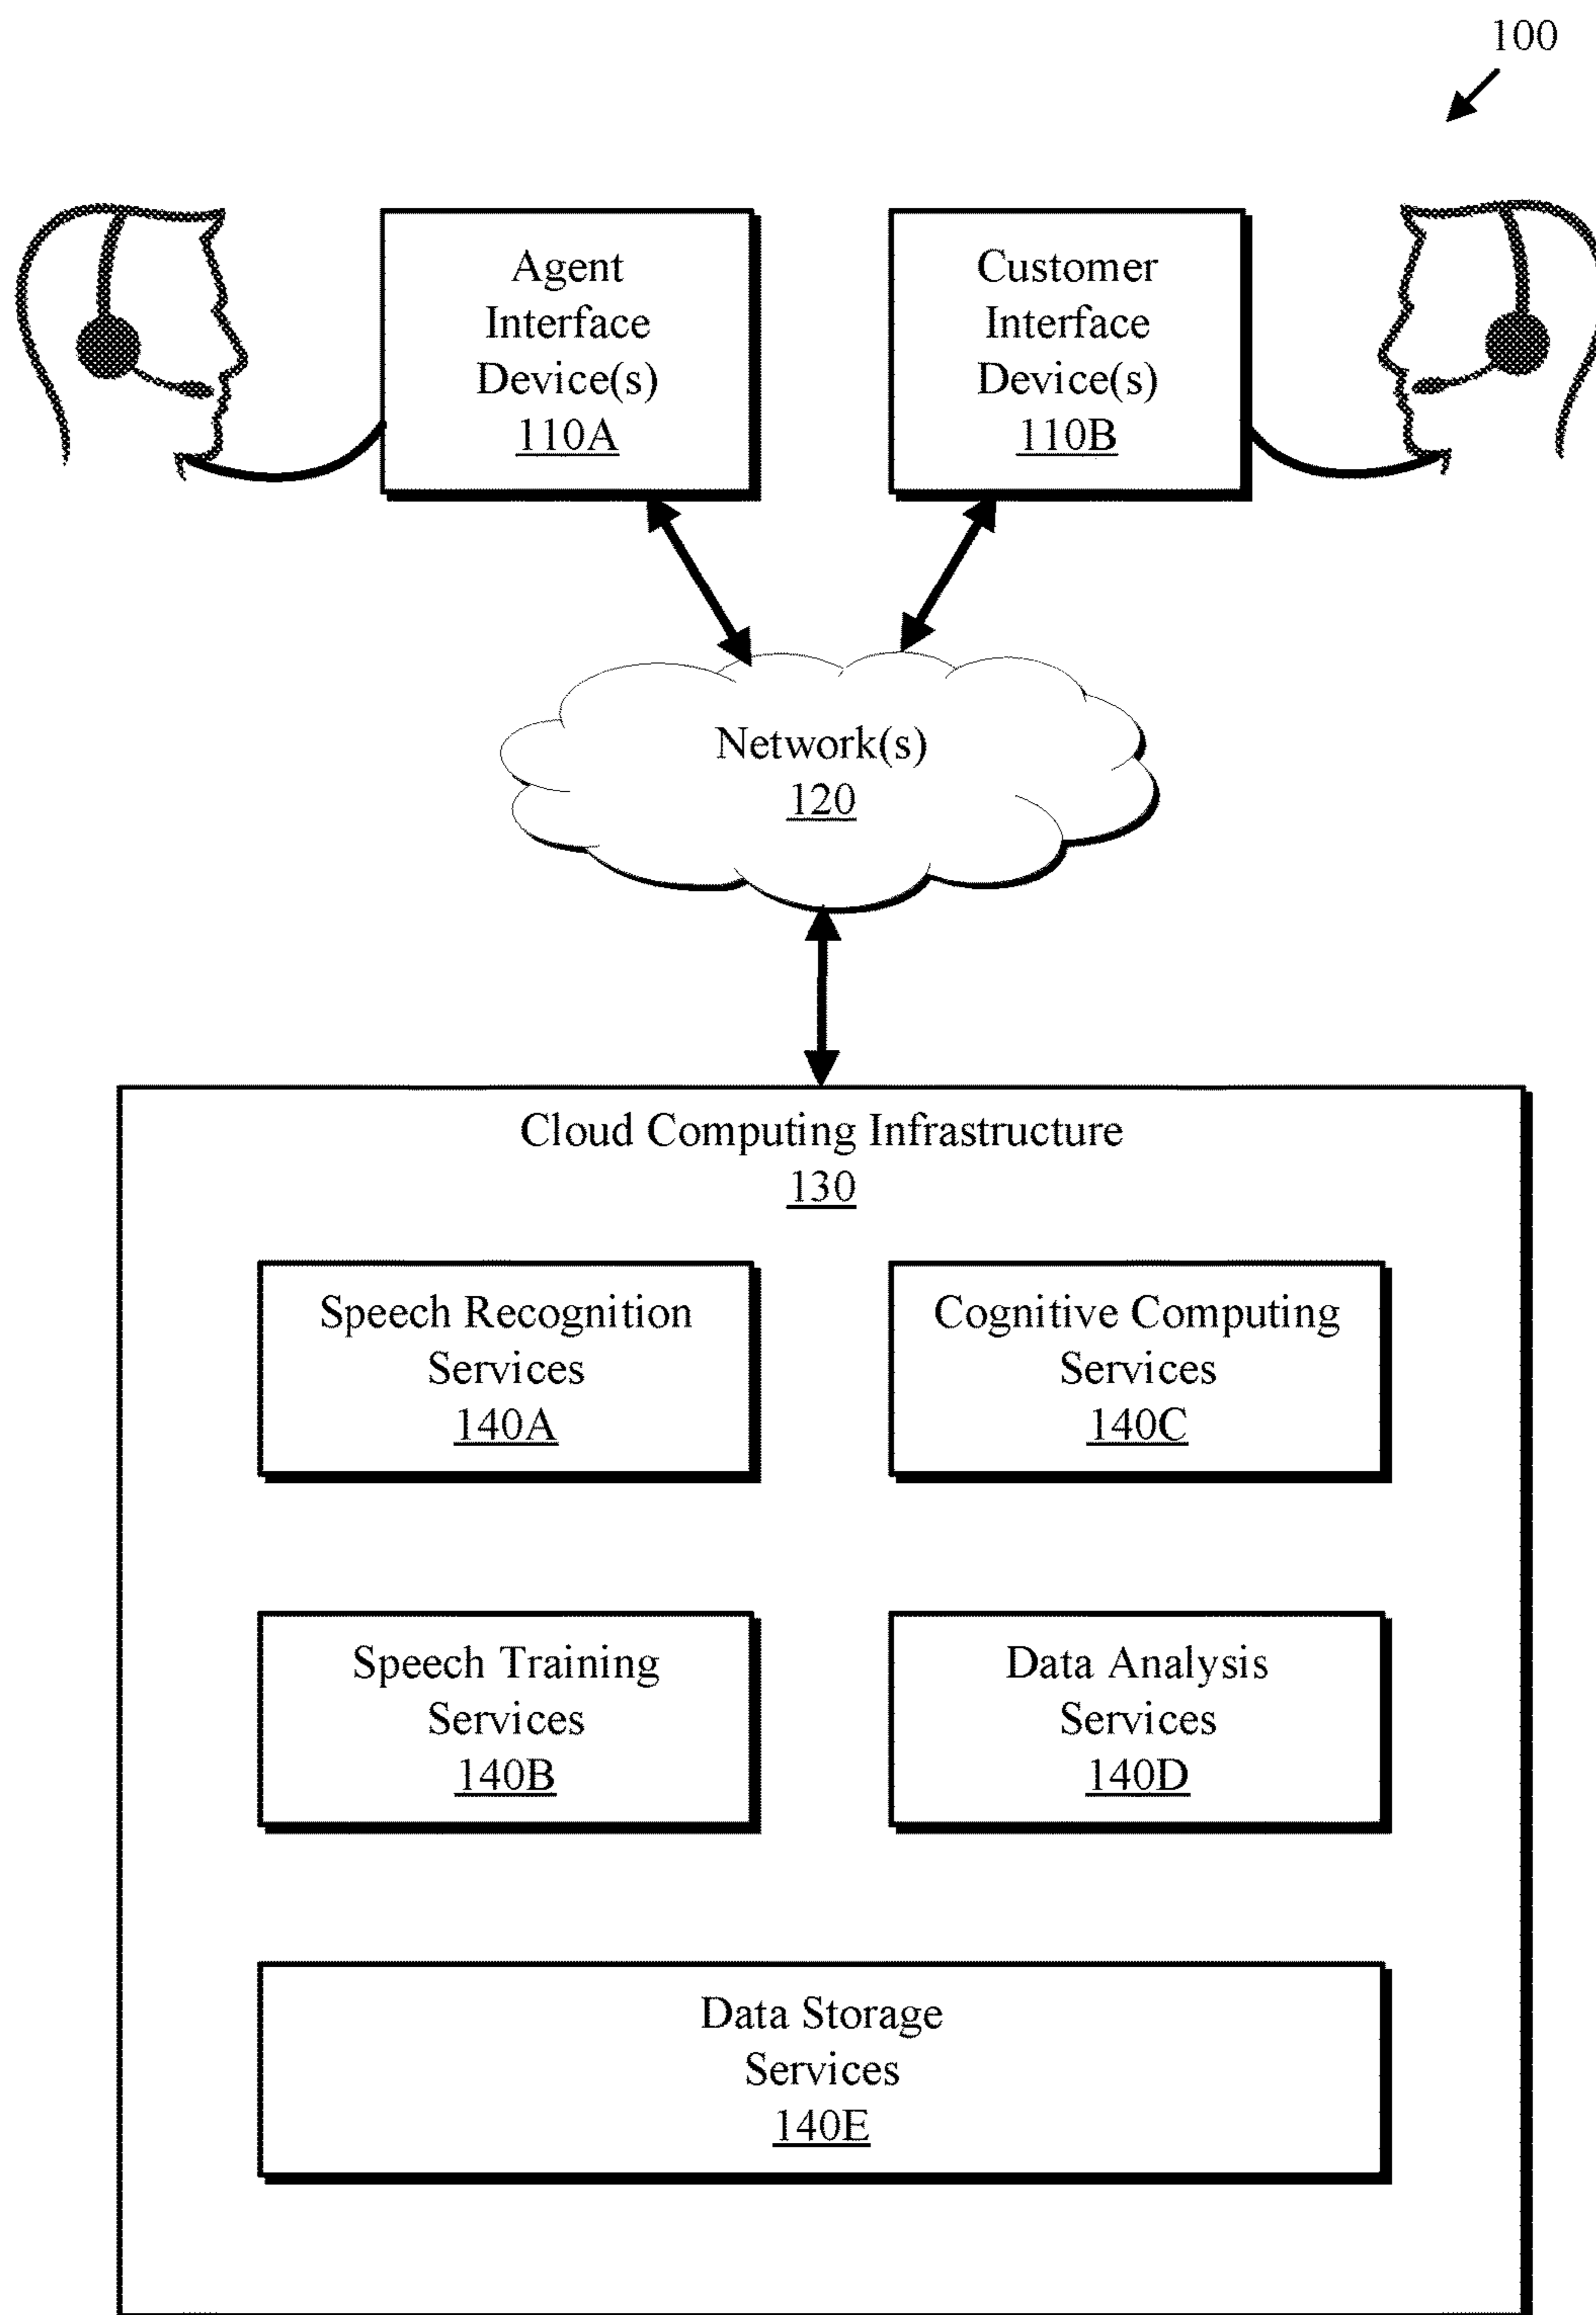 100
Agent
Interface
Device(s)
110A
Customer
Interface
Device(s)
110B
Network(s)
120
Cloud Computing Infrastructure
130
Speech Recognition
Services
140A
Cognitive Computing
Services
140C
Speech Training
Services
140B
Data Analysis
Services
140D
Data Storage
Services
140E